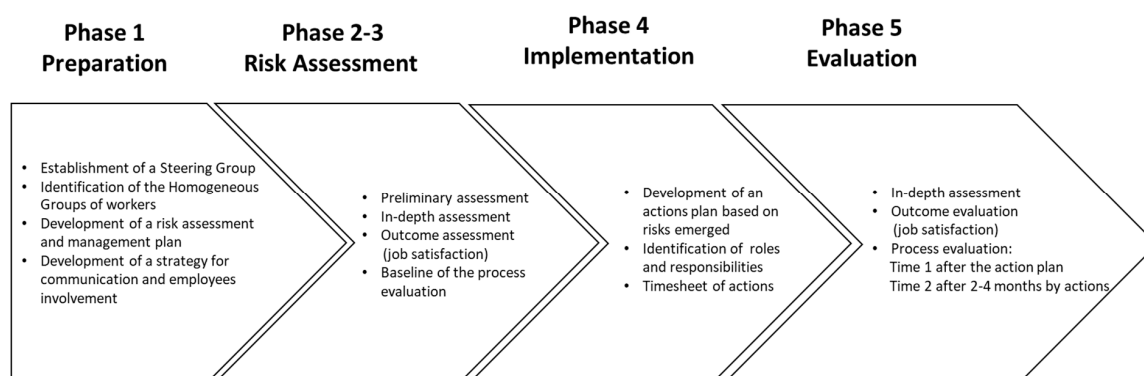 Phase 1
Preparation
Phase 2-3
Risk Assessment
Phase 4
Implementation
Phase 5
Evaluation
• Establishment of a Steering Group
• Identification of the Homogeneous
Groups of workers
• Development of a risk assessment
and management plan
• Development of a strategy for
communication and employees
involvement
• Preliminary assessment
• In-depth assessment
• Outcome assessment
(job satisfaction)
• Baseline of the process
evaluation
• Development of an
actions plan based on
risks emerged
• Identification of roles
and responsibilities
• Timesheet of actions
• In-depth assessment
• Outcome evaluation
(job satisfaction)
• Process evaluation:
Time 1 after the action plan
Time 2 after 2-4 months by actions